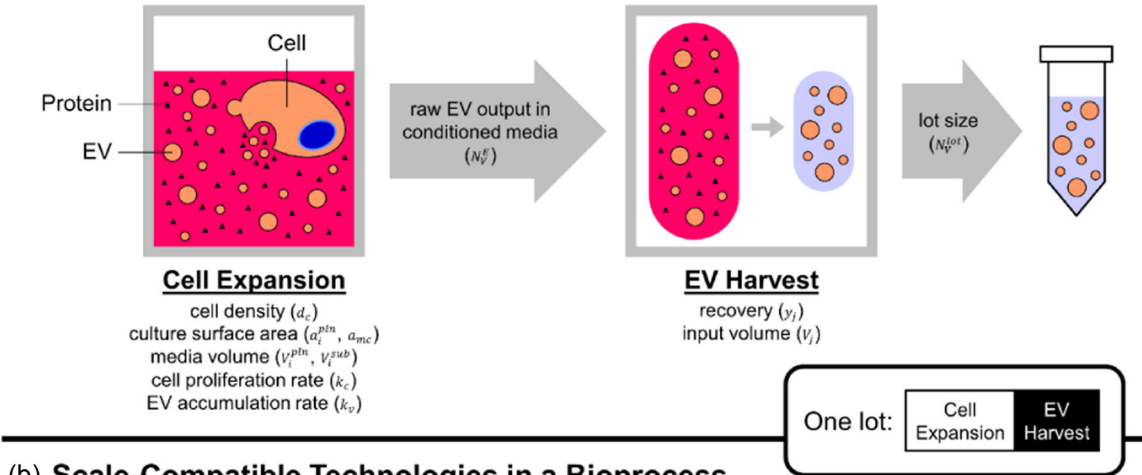 Cell
Protein
EV
raw EV output in
conditioned media
(N_V^E)
lot size
(N_V^lot)
Cell Expansion
cell density (d_c)
culture surface area (a_i^pln, a_mc)
media volume (V_i^pln, V_i^sub)
cell proliferation rate (k_c)
EV accumulation rate (k_v)
EV Harvest
recovery (y_j)
input volume (V_j)
One lot:
Cell
Expansion
EV
Harvest
(b) Scale-Compatible Technologies in a Bioprocess